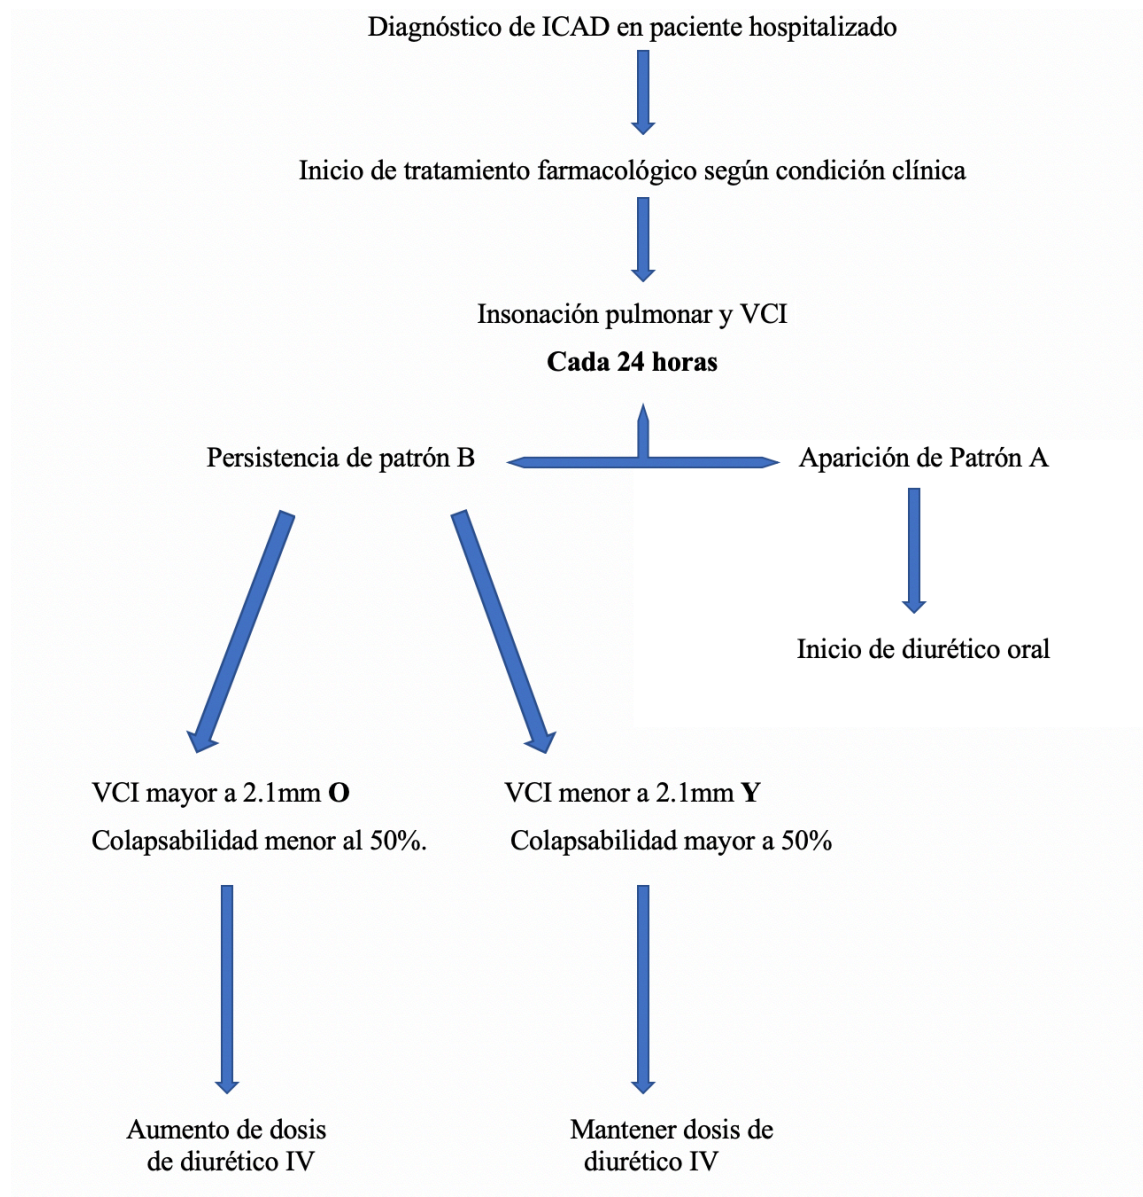 Diagnóstico de ICAD en paciente hospitalizado
Inicio de tratamiento farmacológico según condición clínica
Insonación pulmonar y VCI
Cada 24 horas
Persistencia de patrón B
Aparición de Patrón A
Inicio de diurético oral
VCI mayor a 2.1mm O
Colapsabilidad menor al 50%.
VCI menor a 2.1mm Y
Colapsabilidad mayor a 50%
Aumento de dosis
de diurético IV
Mantener dosis de
diurético IV